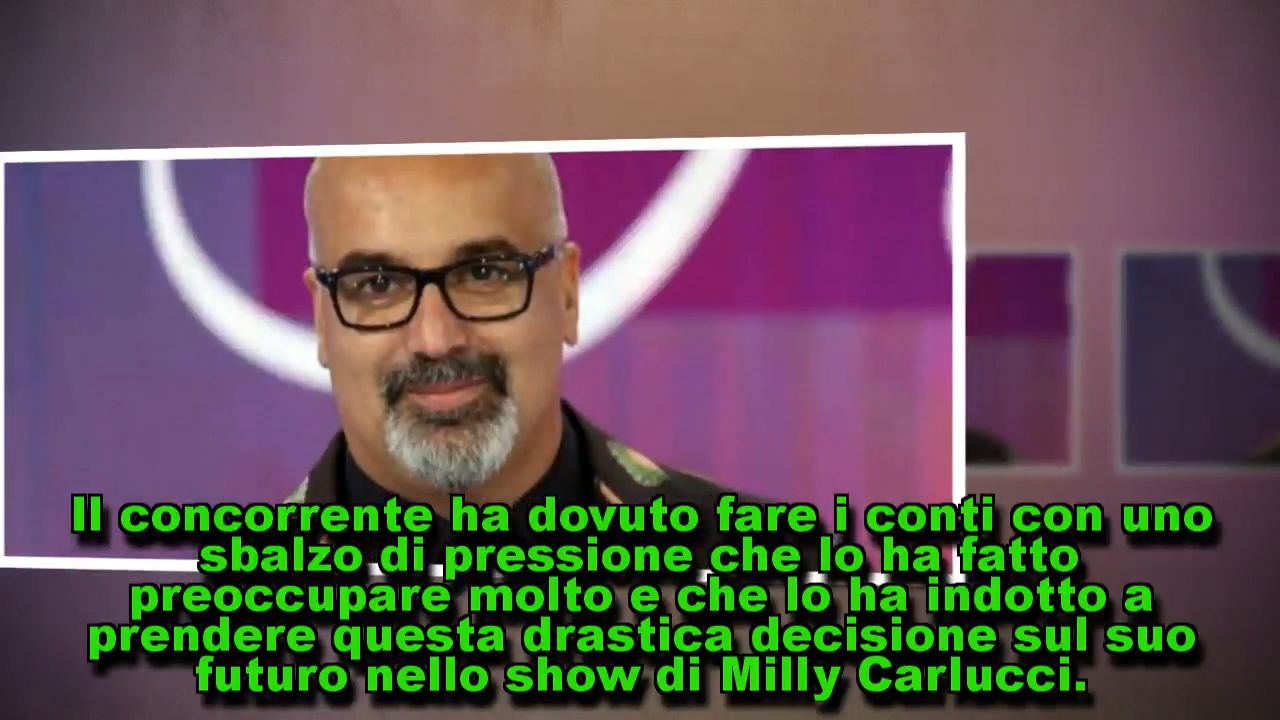 Il concorrente ha dovuto fare i conti con uno
sbalzo di pressione che lo ha fatto
preoccupare molto e che lo ha indotto a
prendere questa drastica decisione sul suo
futuro nello show di Milly Carlucci.